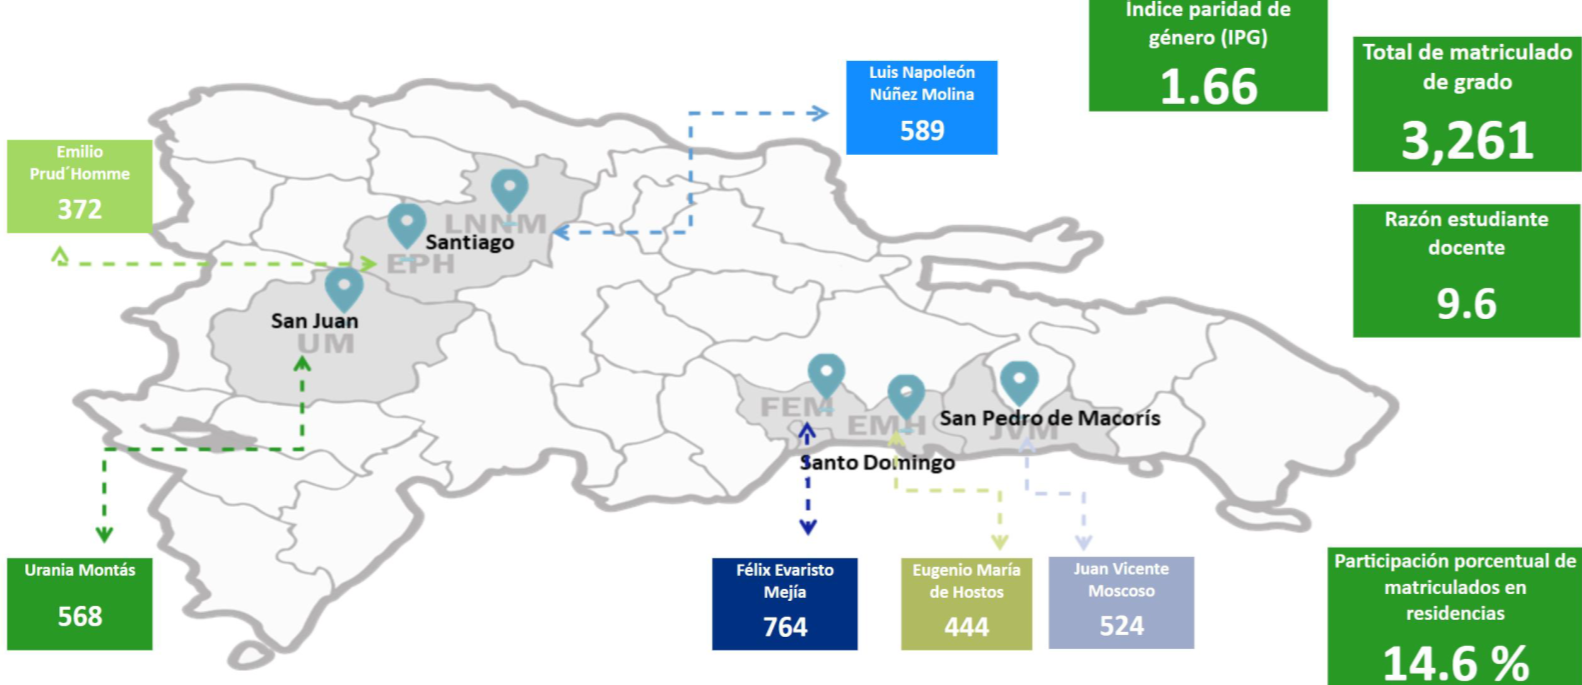 Índice paridad de
género (IPG)
1.66
Total de matriculado
de grado
3,261
Luis Napoleón
Núñez Molina
589
Emilio
Prud´Homme
372
Razón estudiante
docente
9.6
LNNM
Santiago
EPH
San Juan
UM
FEM
EMH
San Pedro de Macorís
JVM
Santo Domingo
Urania Montás
568
Félix Evaristo
Mejía
764
Eugenio María
de Hostos
444
Juan Vicente
Moscoso
524
Participación porcentual de
matriculados en
residencias
14.6 %